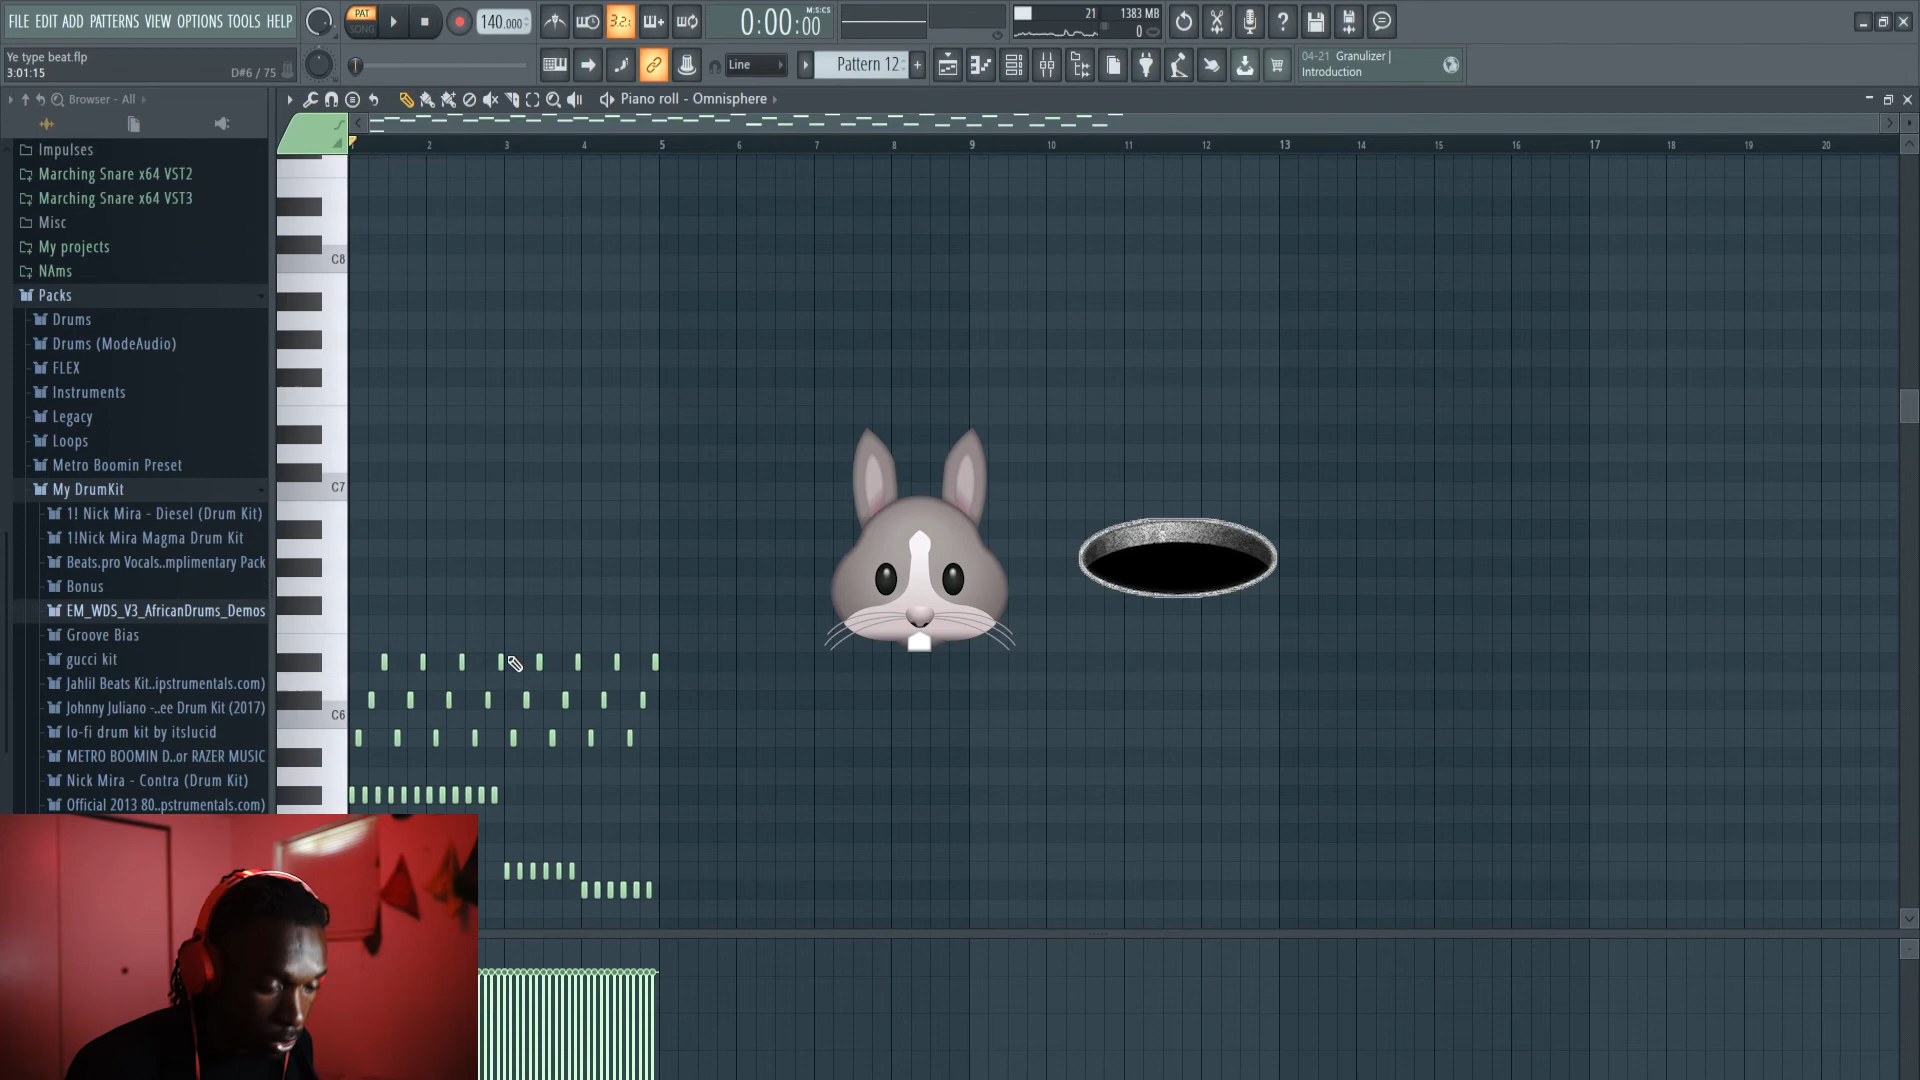 FILE EDIT ADD PATTERNS VIEW OPTIONS TOOLS HELP
PAT
SONG
140.000
3.2.
0:00:00
M:S:CS
21
1383 MB
0
Ye type beat.flp
3:01:15
D#6 / 75
Line
Pattern 12
04-21 Granulizer |
Introduction
Browser - All
Piano roll - Omnisphere
1 2 3 4 5 6 7 8 9 10 11 12 13 14 15 16 17 18 19 20
Impulses
Marching Snare x64 VST2
Marching Snare x64 VST3
Misc
My projects
NAms
Packs
Drums
Drums (ModeAudio)
FLEX
Instruments
Legacy
Loops
Metro Boomin Preset
My DrumKit
1! Nick Mira - Diesel (Drum Kit)
1!Nick Mira Magma Drum Kit
Beats.pro Vocals..mplimentary Pack
Bonus
EM_WDS_V3_AfricanDrums_Demos
Groove Bias
gucci kit
Jahlil Beats Kit..ipstrumentals.com)
Johnny Juliano -..ee Drum Kit (2017)
lo-fi drum kit by itslucid
METRO BOOMIN D..or RAZER MUSIC
Nick Mira - Contra (Drum Kit)
Official 2013 80..pstrumentals.com)
C8
C7
C6